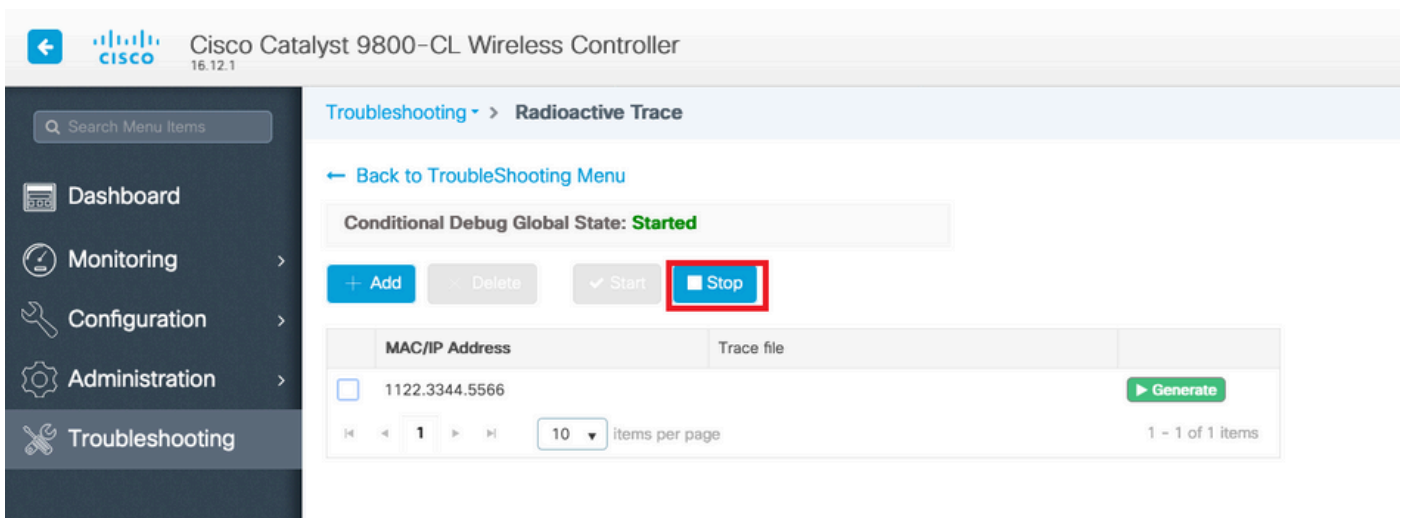 CISCO
Cisco Catalyst 9800-CL Wireless Controller
16.12.1
Search Menu Items
Dashboard
Monitoring
Configuration
Administration
Troubleshooting
Troubleshooting > Radioactive Trace
← Back to TroubleShooting Menu
Conditional Debug Global State: Started
+ Add × Delete ✓ Start Stop
MAC/IP Address Trace file
1122.3344.5566 Generate
1 10 items per page 1 - 1 of 1 items